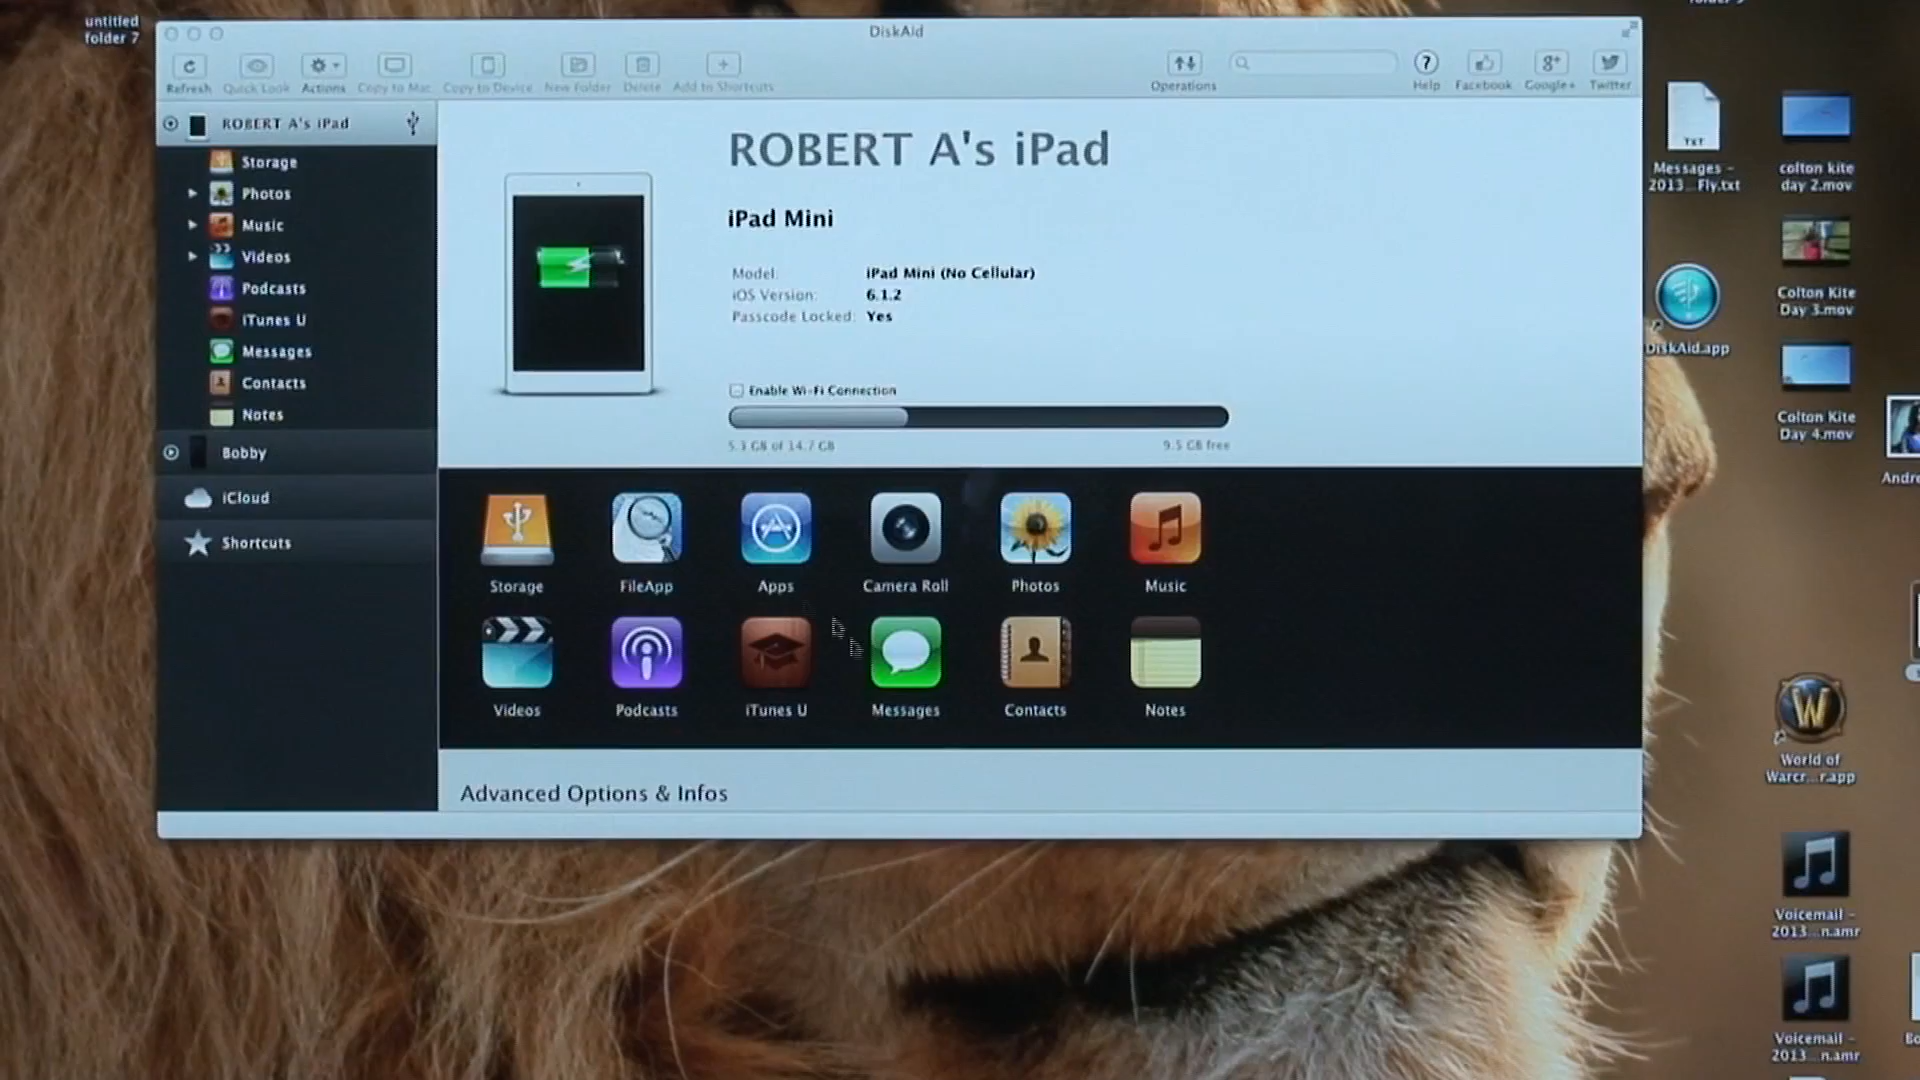 untitled
folder 7
DiskAid
Refresh
Quick Look
Actions
Copy to Mac
Copy to Device
New Folder
Delete
Add to Shortcuts
Operations
?
Help
Facebook
g+
Google+
Twitter
ROBERT A's iPad
Storage
Photos
Music
Videos
Podcasts
iTunes U
Messages
Contacts
Notes
Bobby
iCloud
Shortcuts
ROBERT A's iPad
iPad Mini
Model: iPad Mini (No Cellular)
iOS Version: 6.1.2
Passcode Locked: Yes
Enable Wi-Fi Connection
5.3 GB of 14.7 GB
9.5 GB free
Storage
FileApp
Apps
Camera Roll
Photos
Music
Videos
Podcasts
iTunes U
Messages
Contacts
Notes
Advanced Options & Infos
TXT
Messages -
2013...Fly.txt
colton kite
day 2.mov
DiskAid.app
Colton Kite
Day 3.mov
Colton Kite
Day 4.mov
Andre
W
World of
Warcr...r.app
Voicemail -
2013...n.amr
Voicemail -
2013...n.amr
Bo